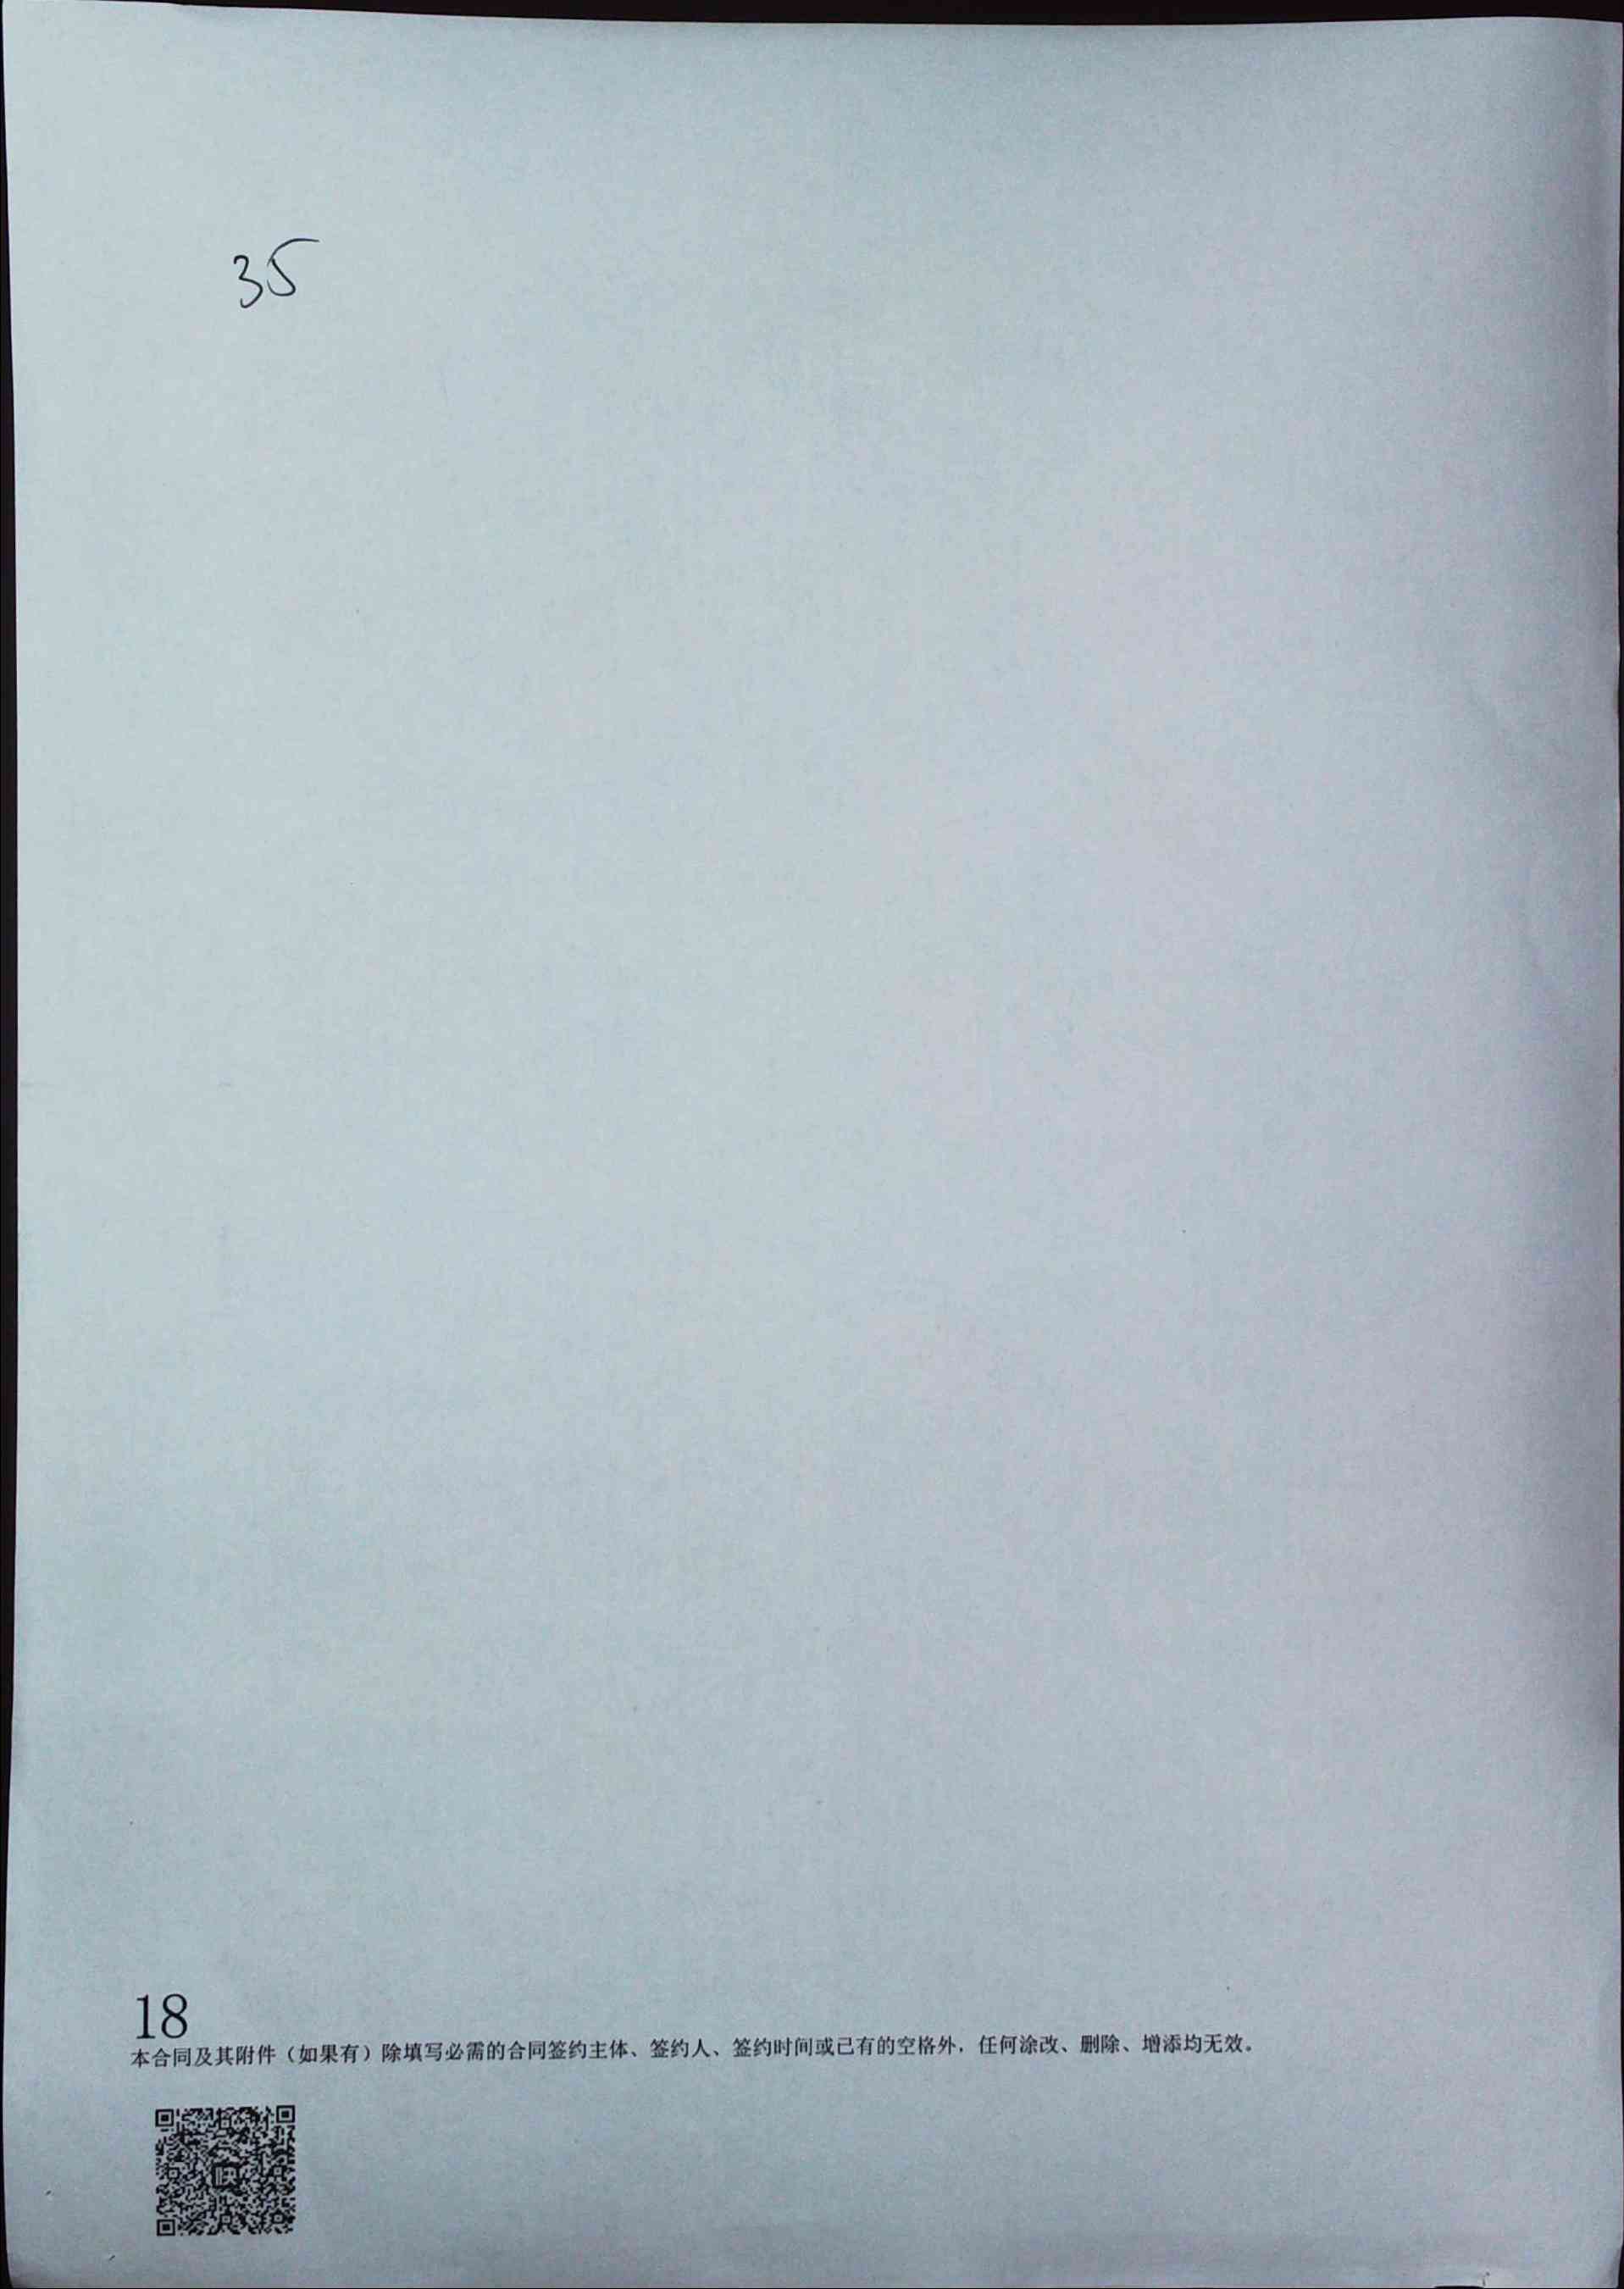 35
18
本合同及其附件（如果有）除填写必需的合同签约主体、签约人、签约时间或已有的空格外，任何涂改、删除、增添均无效。
快